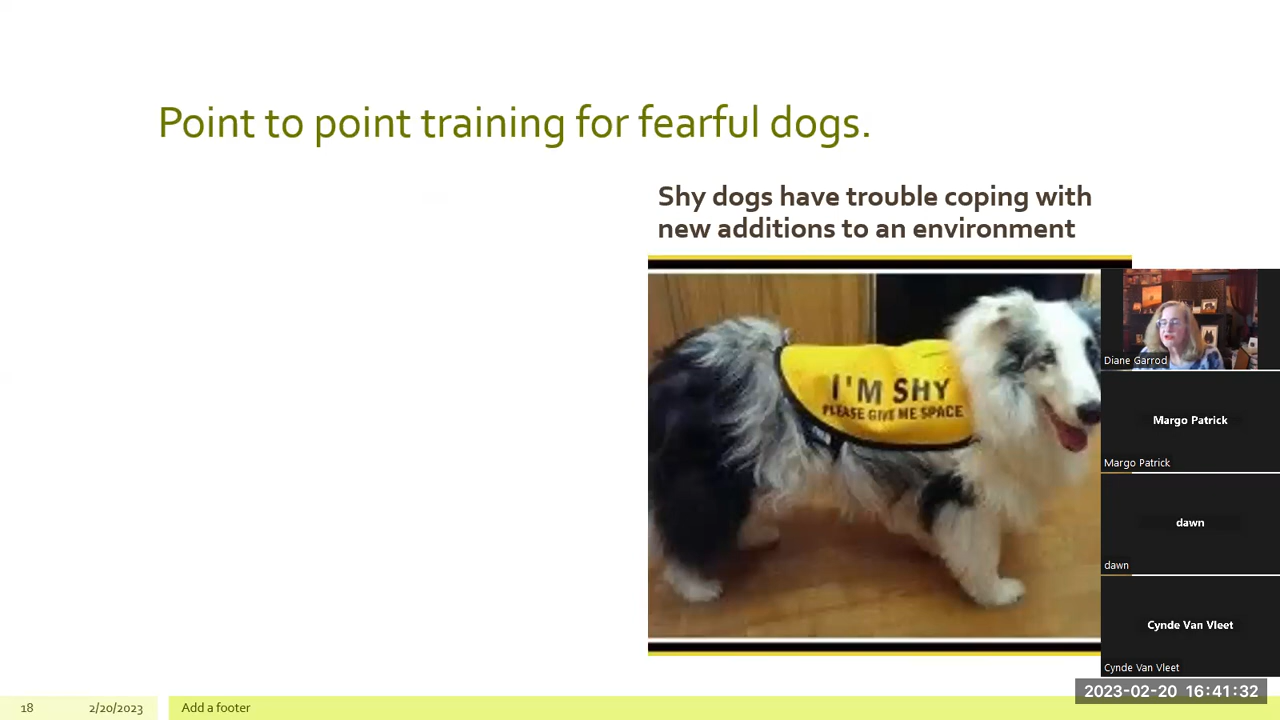 Point to point training for fearful dogs.
Shy dogs have trouble coping with
new additions to an environment
I'M SHY
PLEASE GIVE ME SPACE
Diane Garrod
Margo Patrick
Margo Patrick
dawn
dawn
Cynde Van Vleet
Cynde Van Vleet
2023-02-20 16:41:32
18
2/20/2023
Add a footer